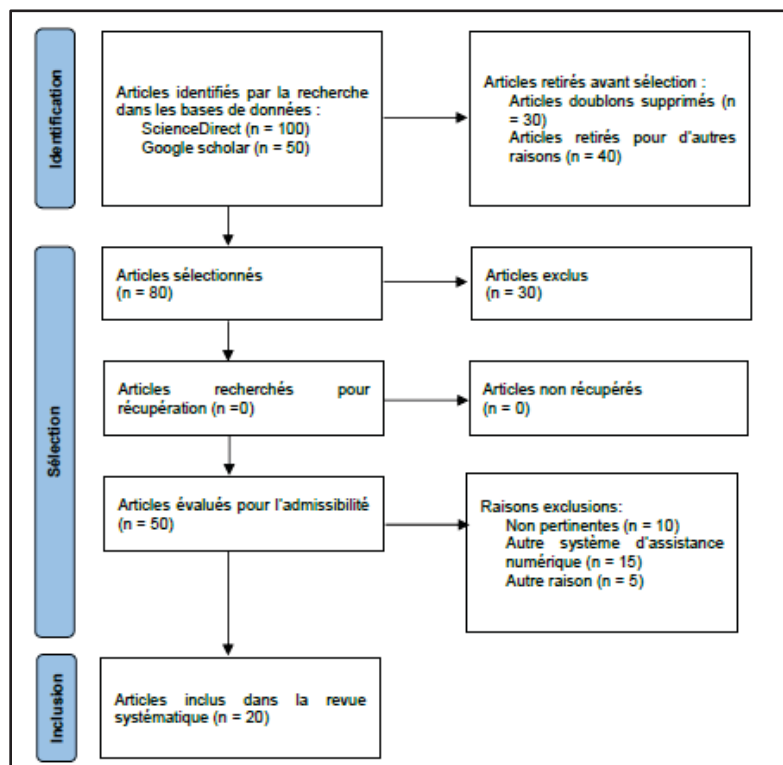 Identification
Articles identifiés par la recherche
dans les bases de données :
ScienceDirect (n = 100)
Google scholar (n = 50)
Articles retirés avant sélection :
Articles doublons supprimés (n
= 30)
Articles retirés pour d'autres
raisons (n = 40)
Sélection
Articles sélectionnés
(n = 80)
Articles exclus
(n = 30)
Articles recherchés pour
récupération (n =0)
Articles non récupérés
(n = 0)
Articles évalués pour l'admissibilité
(n = 50)
Raisons exclusions:
Non pertinentes (n = 10)
Autre système d'assistance
numérique (n = 15)
Autre raison (n = 5)
Inclusion
Articles inclus dans la revue
systématique (n = 20)